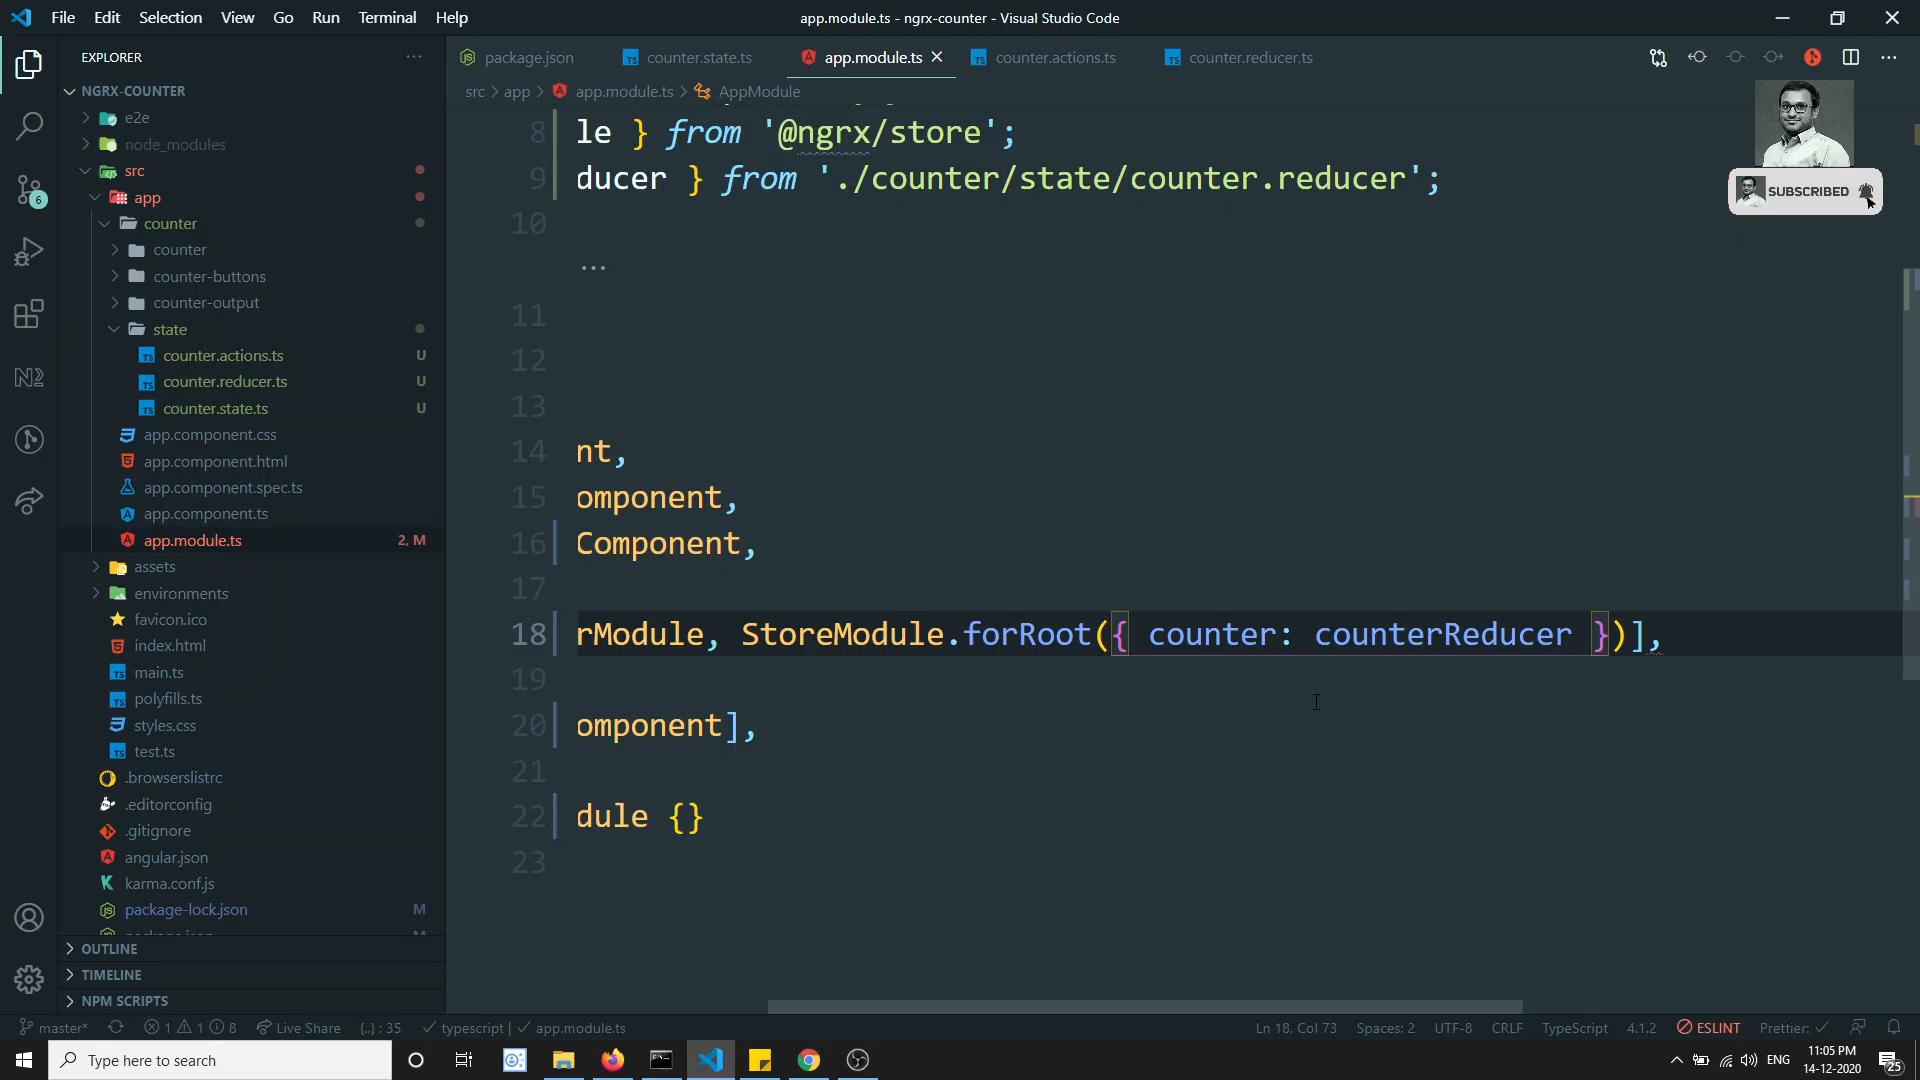 File Edit Selection View Go Run Terminal Help
app.module.ts - ngrx-counter - Visual Studio Code
EXPLORER
NGRX-COUNTER
e2e
node_modules
src
app
counter
counter
counter-buttons
counter-output
state
counter.actions.ts U
counter.reducer.ts U
counter.state.ts U
app.component.css
app.component.html
app.component.spec.ts
app.component.ts
app.module.ts 2, M
assets
environments
favicon.ico
index.html
main.ts
polyfills.ts
styles.css
test.ts
.browserslistrc
.editorconfig
.gitignore
angular.json
karma.conf.js
package-lock.json M
OUTLINE
TIMELINE
NPM SCRIPTS
6
package.json counter.state.ts app.module.ts counter.actions.ts counter.reducer.ts
src > app > app.module.ts > AppModule
SUBSCRIBED
8 le } from '@ngrx/store';
9 ducer } from './counter/state/counter.reducer';
10
...
11
12
13
14 nt,
15 omponent,
16 Component,
17
18 rModule, StoreModule.forRoot({ counter: counterReducer })],
19
20 omponent],
21
22 dule {}
23
master* 1 1 8 Live Share {..} : 35 typescript | app.module.ts
Ln 18, Col 73 Spaces: 2 UTF-8 CRLF TypeScript 4.1.2 ESLINT Prettier:
Type here to search
ENG
11:05 PM
14-12-2020
25